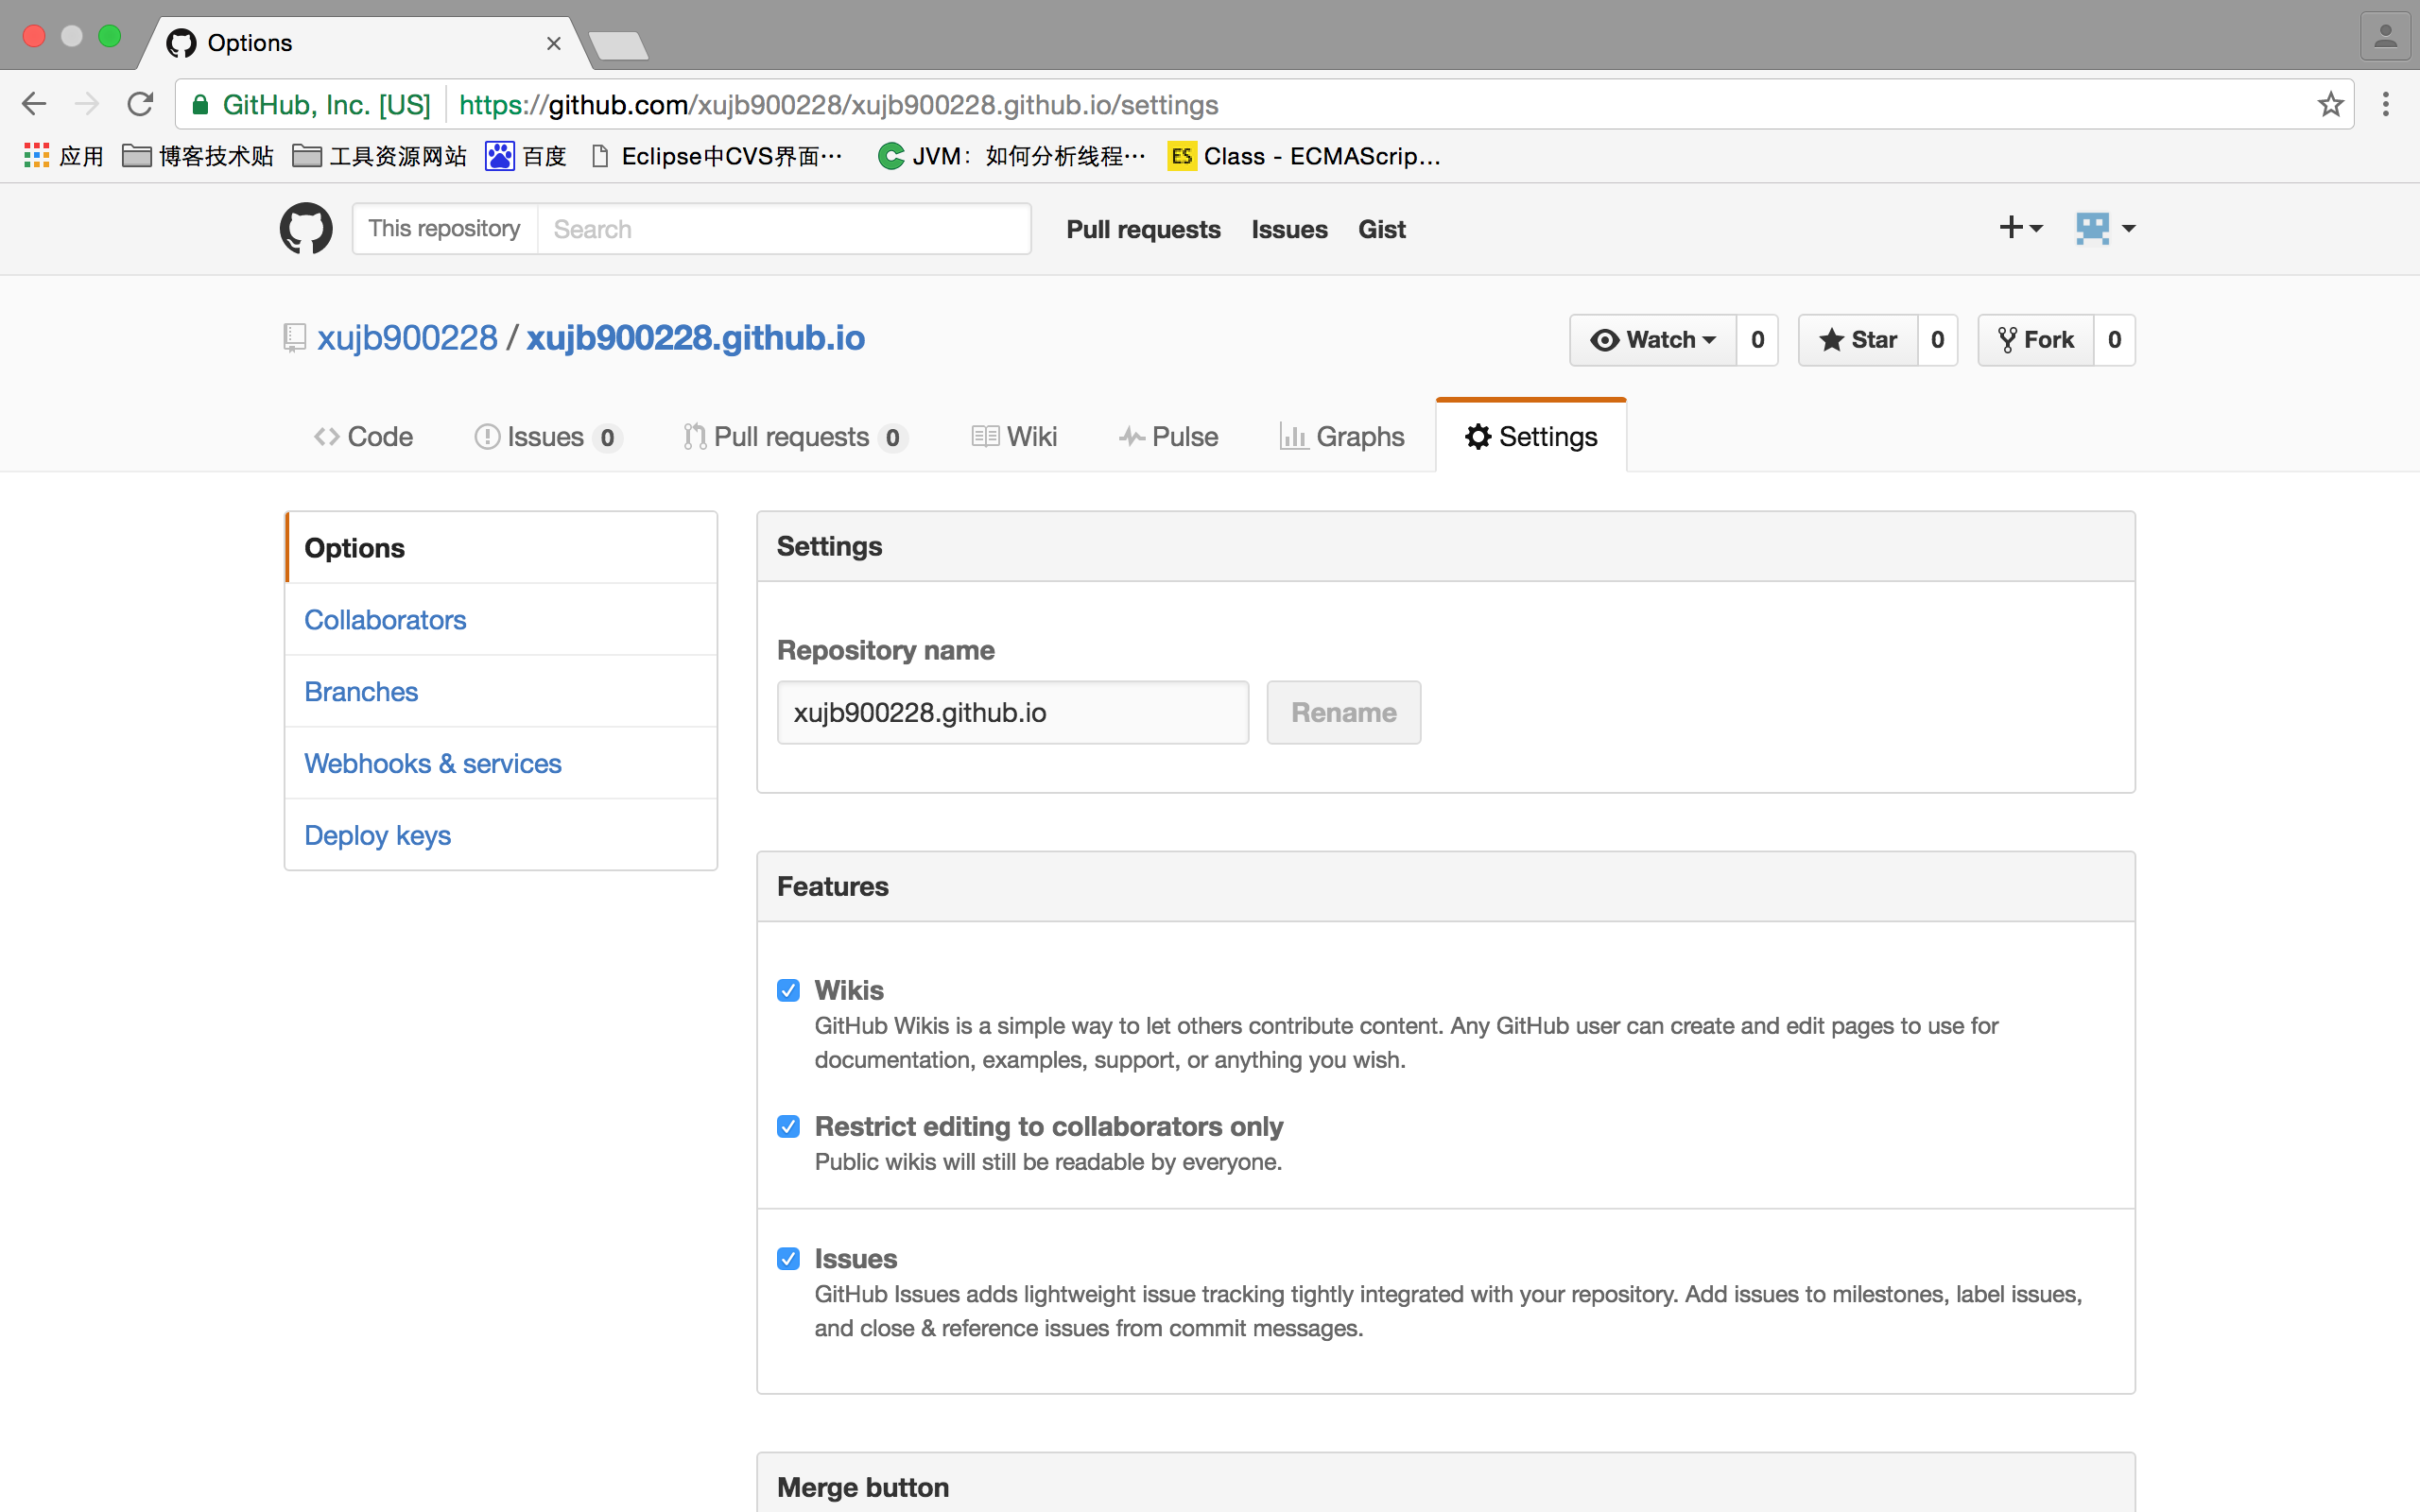 Options
GitHub, Inc. [US] https://github.com/xujb900228/xujb900228.github.io/settings
应用 博客技术贴 工具资源网站 百度 Eclipse中CVS界面… JVM：如何分析线程… ES Class - ECMAScrip...
This repository Search Pull requests Issues Gist
xujb900228 / xujb900228.github.io Watch 0 Star 0 Fork 0
Code Issues 0 Pull requests 0 Wiki Pulse Graphs Settings
Options
Collaborators
Branches
Webhooks & services
Deploy keys
Settings
Repository name
xujb900228.github.io Rename
Features
Wikis
GitHub Wikis is a simple way to let others contribute content. Any GitHub user can create and edit pages to use for
documentation, examples, support, or anything you wish.
Restrict editing to collaborators only
Public wikis will still be readable by everyone.
Issues
GitHub Issues adds lightweight issue tracking tightly integrated with your repository. Add issues to milestones, label issues,
and close & reference issues from commit messages.
Merge button